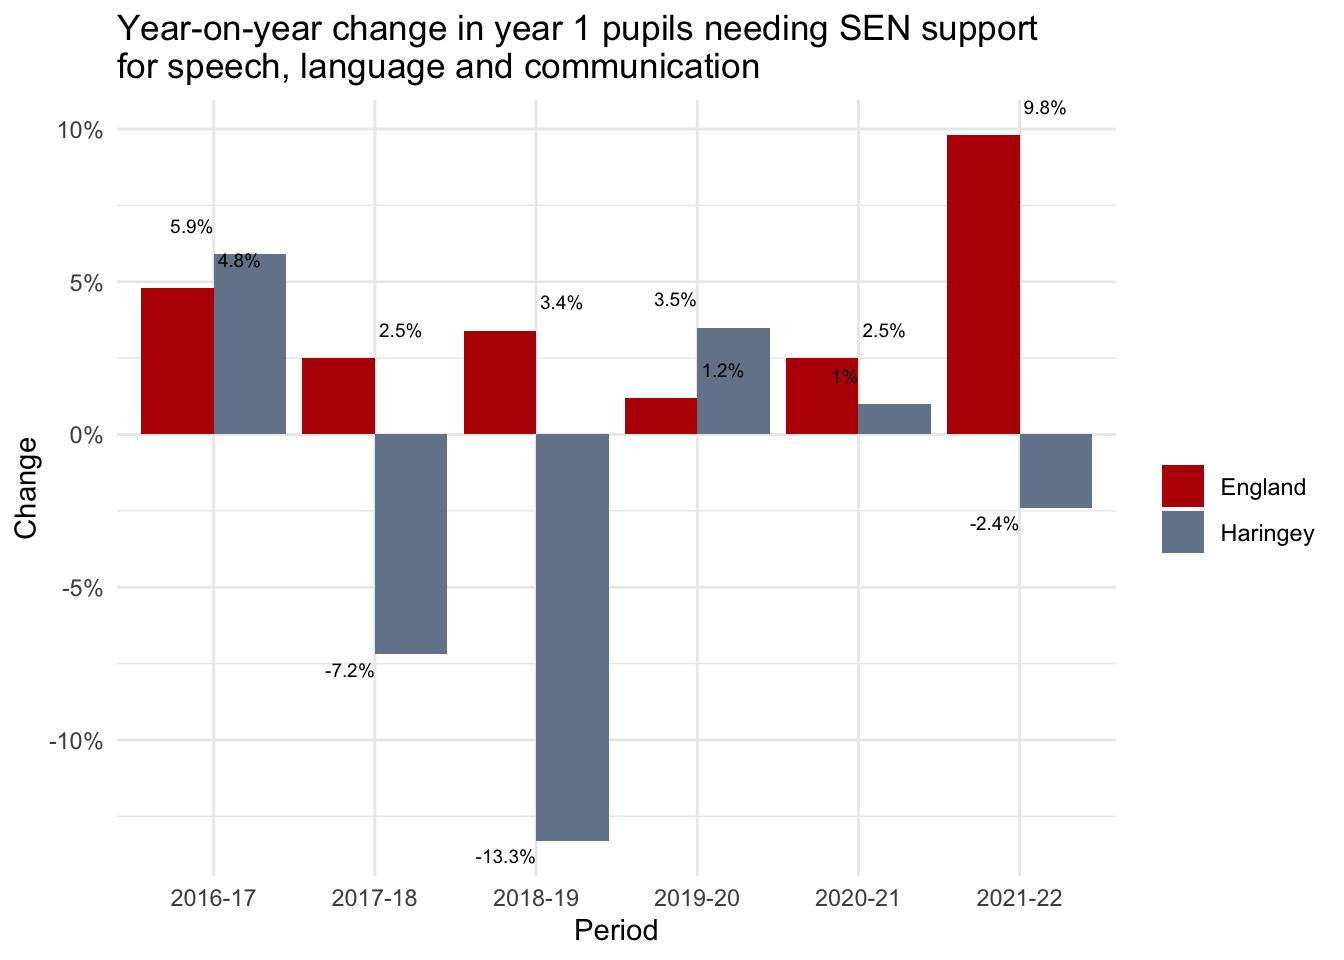 Year-on-year change in year 1 pupils needing SEN support
for speech, language and communication
9.8%
10%
5.9%
4.8%
5%
3.4%
3.5%
2.5%
2.5%
1.2%
1%
0%
Change
England
-2.4%
Haringey
-5%
-7.2%
-10%
-13.3%
2016-17 2017-18 2018-19 2019-20 2020-21 2021-22
Period